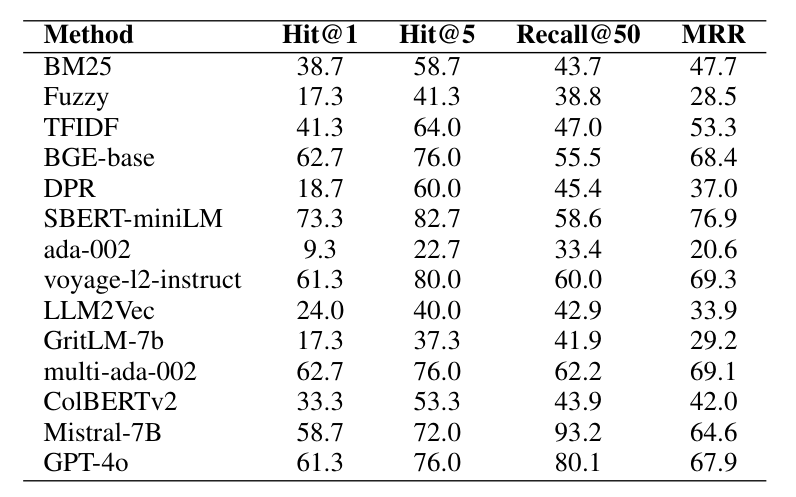 Method Hit@1 Hit@5 Recall@50 MRR
BM25 38.7 58.7 43.7 47.7
Fuzzy 17.3 41.3 38.8 28.5
TFIDF 41.3 64.0 47.0 53.3
BGE-base 62.7 76.0 55.5 68.4
DPR 18.7 60.0 45.4 37.0
SBERT-miniLM 73.3 82.7 58.6 76.9
ada-002 9.3 22.7 33.4 20.6
voyage-l2-instruct 61.3 80.0 60.0 69.3
LLM2Vec 24.0 40.0 42.9 33.9
GritLM-7b 17.3 37.3 41.9 29.2
multi-ada-002 62.7 76.0 62.2 69.1
ColBERTv2 33.3 53.3 43.9 42.0
Mistral-7B 58.7 72.0 93.2 64.6
GPT-4o 61.3 76.0 80.1 67.9